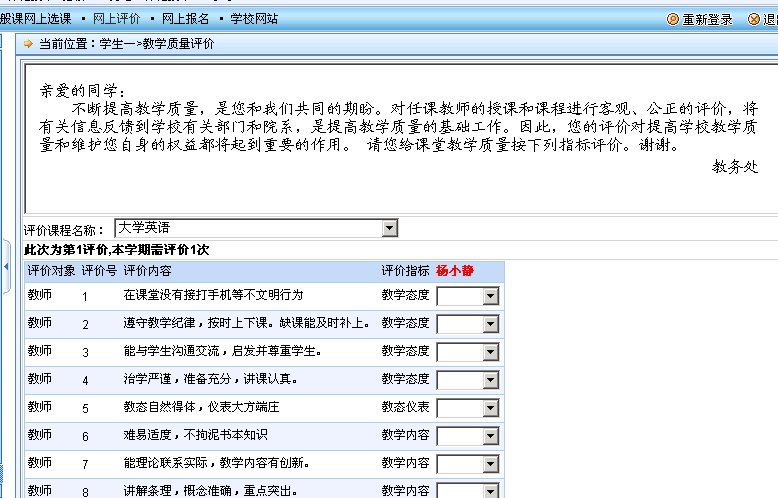 般课网上选课 • 网上评价 • 网上报名 • 学校网站
重新登录 退
当前位置：学生—>教学质量评价
亲爱的同学：
不断提高教学质量，是您和我们共同的期盼。对任课教师的授课和课程进行客观、公正的评价，将
有关信息反馈到学校有关部门和院系，是提高教学质量的基础工作。因此，您的评价对提高学校教学质
量和维护您自身的权益都将起到重要的作用。 请您给课堂教学质量按下列指标评价。谢谢。
教务处
评价课程名称： 大学英语
此次为第1评价,本学期需评价1次
评价对象 评价号 评价内容 评价指标 杨小静
教师 1 在课堂没有接打手机等不文明行为 教学态度
教师 2 遵守教学纪律，按时上下课。缺课能及时补上。 教学态度
教师 3 能与学生沟通交流，启发并尊重学生。 教学态度
教师 4 治学严谨，准备充分，讲课认真。 教学态度
教师 5 教态自然得体，仪表大方端庄 教态仪表
教师 6 难易适度，不拘泥书本知识 教学内容
教师 7 能理论联系实际，教学内容有创新。 教学内容
教师 8 讲解条理，概念准确，重点突出。 教学内容